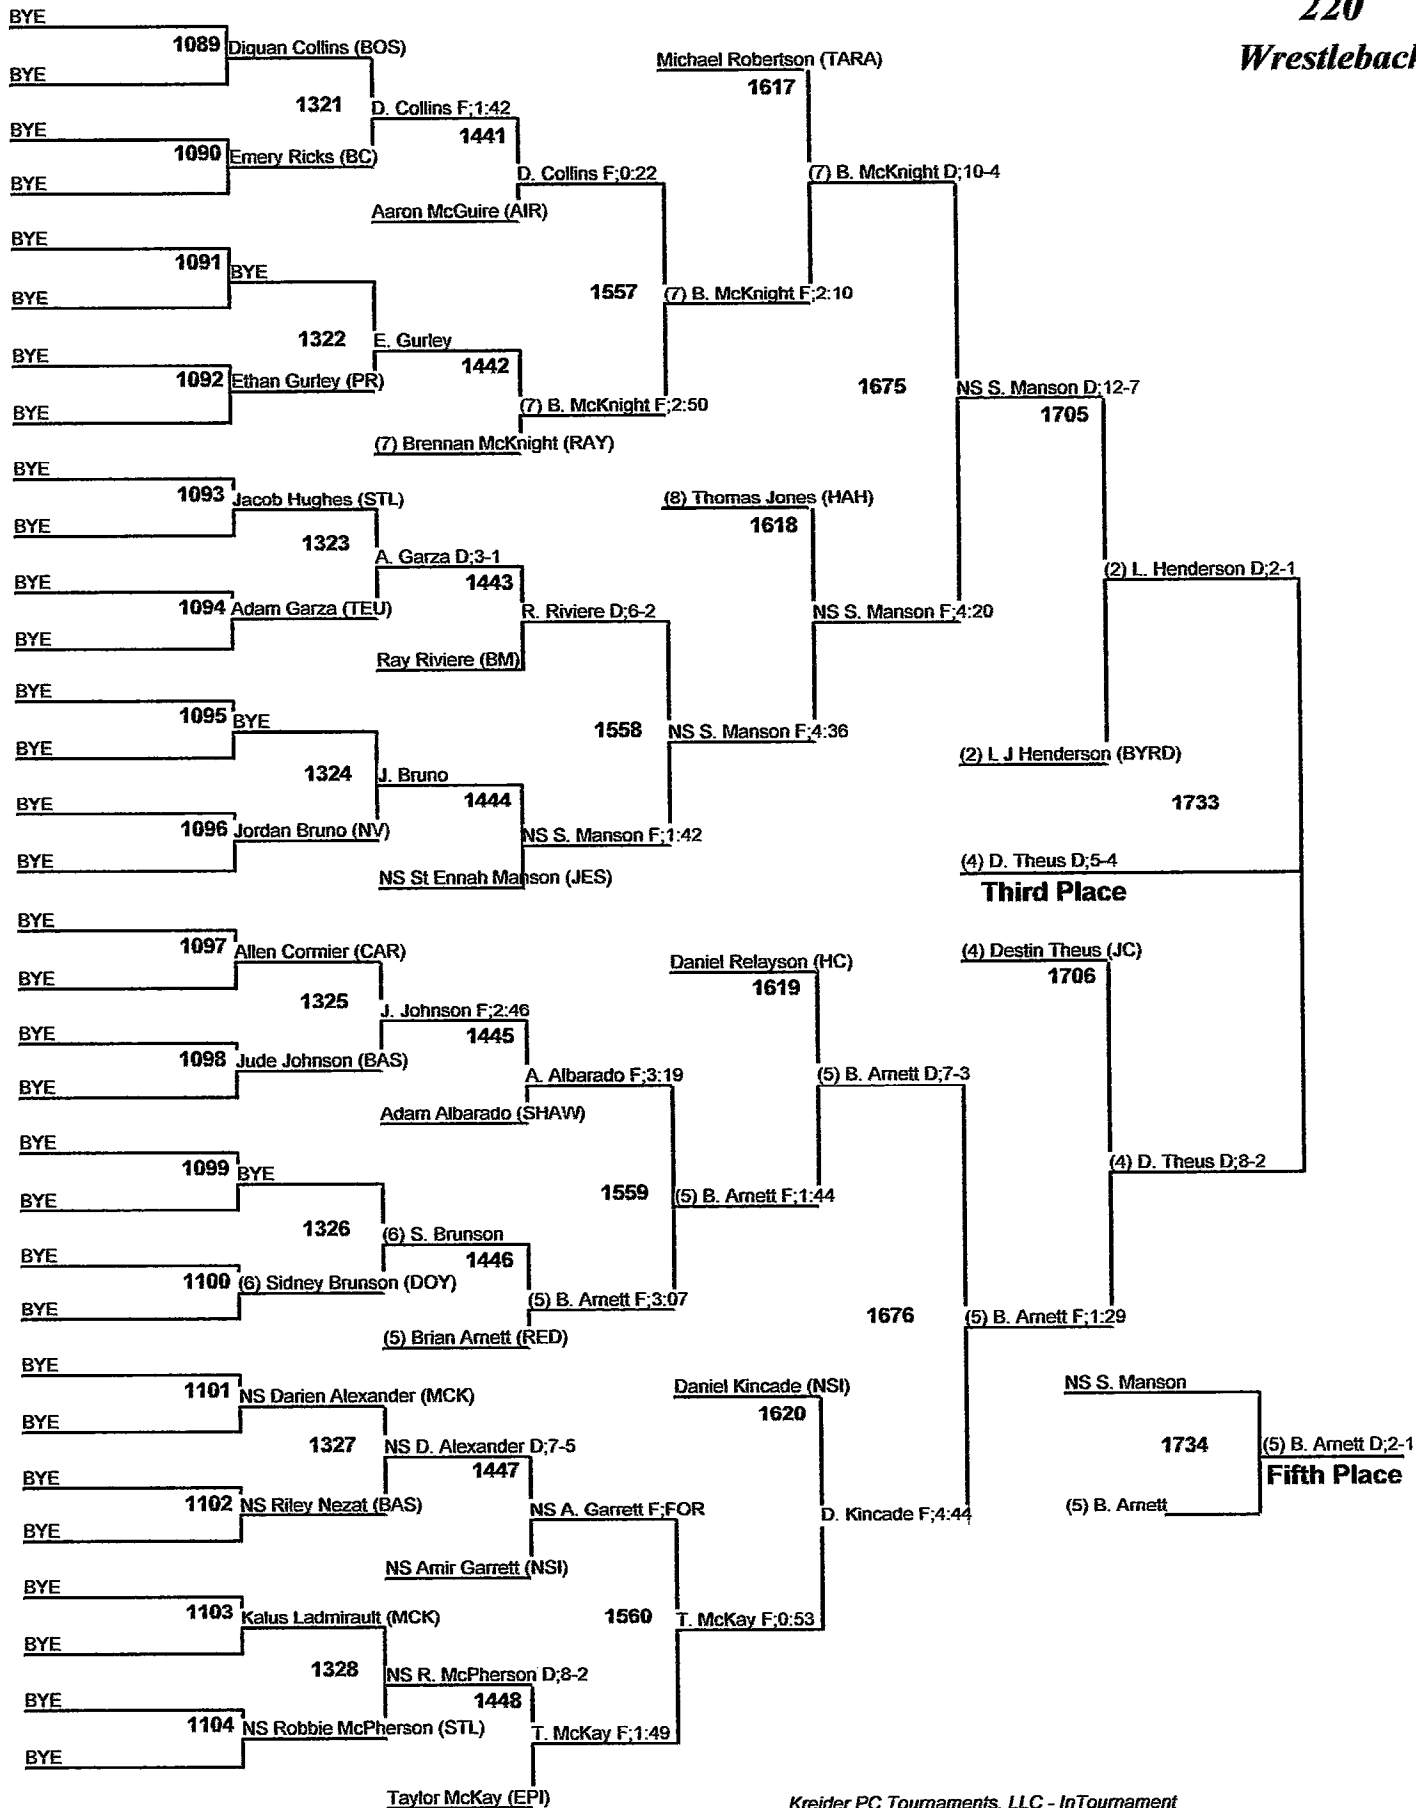 220
Wrestleback
BYE
1089 Diquan Collins (BOS)
BYE
1321 D. Collins F;1:42
BYE
1090 Emery Ricks (BC)
BYE
1441 D. Collins F;0:22
Aaron McGuire (AIR)
BYE
1091 BYE
BYE
1322 E. Gurley
BYE
1092 Ethan Gurley (PR)
BYE
1442 (7) B. McKnight F;2:50
(7) Brennan McKnight (RAY)
1557 (7) B. McKnight F;2:10
Michael Robertson (TARA)
1617 (7) B. McKnight D;10-4
BYE
1093 Jacob Hughes (STL)
BYE
1323 A. Garza D;3-1
BYE
1094 Adam Garza (TEU)
BYE
1443 R. Riviere D;6-2
Ray Riviere (BM)
BYE
1095 BYE
BYE
1324 J. Bruno
BYE
1096 Jordan Bruno (NV)
BYE
1444 NS S. Manson F;1:42
NS St Ennah Manson (JES)
1558 NS S. Manson F;4:36
(8) Thomas Jones (HAH)
1618 NS S. Manson F;4:20
1675 NS S. Manson D;12-7
1705 (2) L. Henderson D;2-1
(2) L J Henderson (BYRD)
1733
(4) D. Theus D;5-4
Third Place
BYE
1097 Allen Cormier (CAR)
BYE
1325 J. Johnson F;2:46
BYE
1098 Jude Johnson (BAS)
BYE
1445 A. Albarado F;3:19
Adam Albarado (SHAW)
BYE
1099 BYE
BYE
1326 (6) S. Brunson
BYE
1100 (6) Sidney Brunson (DOY)
BYE
1446 (5) B. Arnett F;3:07
(5) Brian Arnett (RED)
1559 (5) B. Arnett F;1:44
Daniel Relayson (HC)
1619 (5) B. Arnett D;7-3
BYE
1101 NS Darien Alexander (MCK)
BYE
1327 NS D. Alexander D;7-5
BYE
1102 NS Riley Nezat (BAS)
BYE
1447 NS A. Garrett F;FOR
NS Amir Garrett (NSI)
BYE
1103 Kalus Ladmirault (MCK)
BYE
1328 NS R. McPherson D;8-2
BYE
1104 NS Robbie McPherson (STL)
BYE
1448 T. McKay F;1:49
Taylor McKay (EPI)
1560 T. McKay F;0:53
Daniel Kincade (NSI)
1620 D. Kincade F;4:44
1676 (5) B. Arnett F;1:29
(4) Destin Theus (JC)
1706 (4) D. Theus D;8-2
NS S. Manson
1734 (5) B. Arnett D;2-1
Fifth Place
(5) B. Arnett
Kreider PC Tournaments, LLC - InTournament